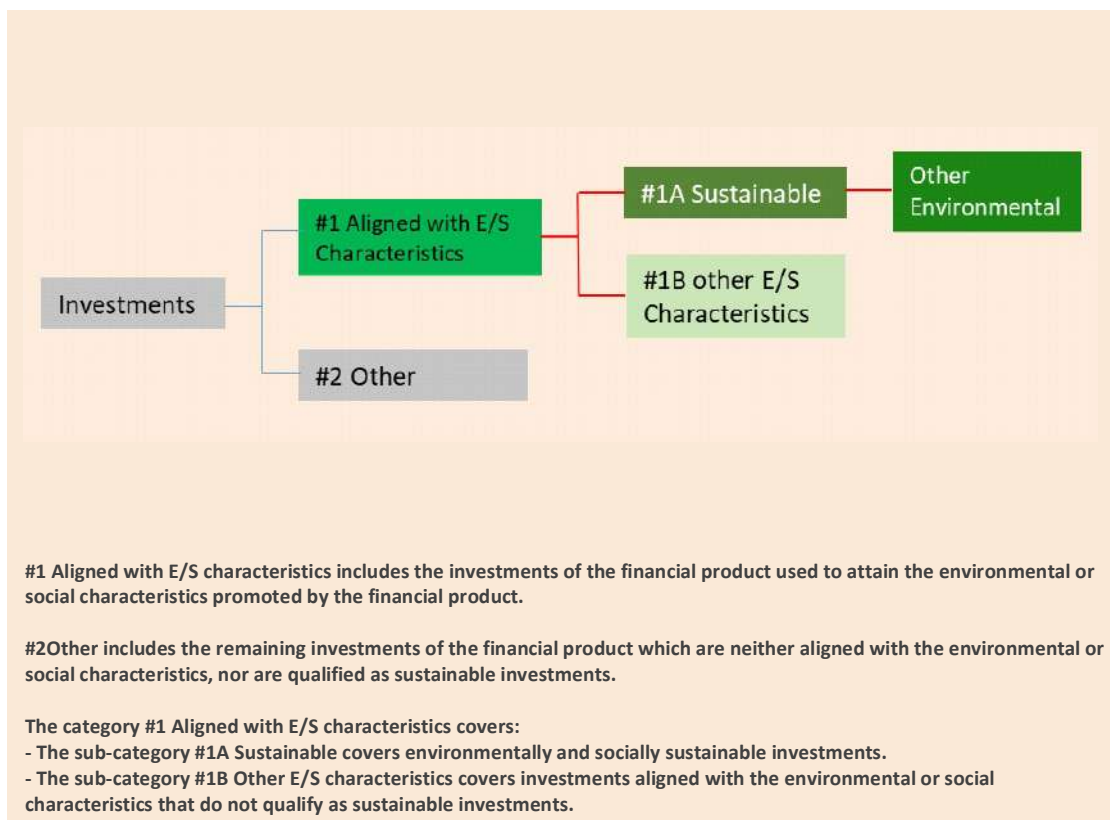 Investments
#1 Aligned with E/S
Characteristics
#2 Other
#1A Sustainable
#1B other E/S
Characteristics
Other
Environmental
#1 Aligned with E/S characteristics includes the investments of the financial product used to attain the environmental or
social characteristics promoted by the financial product.
#2Other includes the remaining investments of the financial product which are neither aligned with the environmental or
social characteristics, nor are qualified as sustainable investments.
The category #1 Aligned with E/S characteristics covers:
- The sub-category #1A Sustainable covers environmentally and socially sustainable investments.
- The sub-category #1B Other E/S characteristics covers investments aligned with the environmental or social
characteristics that do not qualify as sustainable investments.